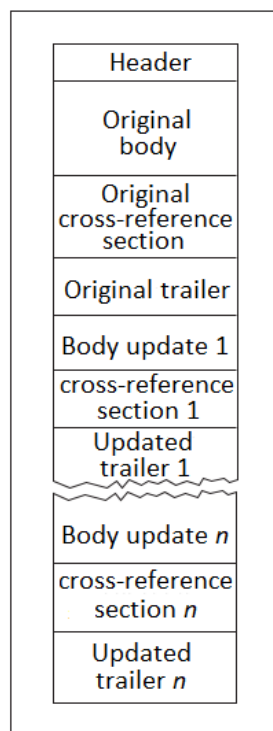 Header
Original
body
Original
cross-reference
section
Original trailer
Body update 1
cross-reference
section 1
Updated
trailer 1
Body update n
cross-reference
section n
Updated
trailer n